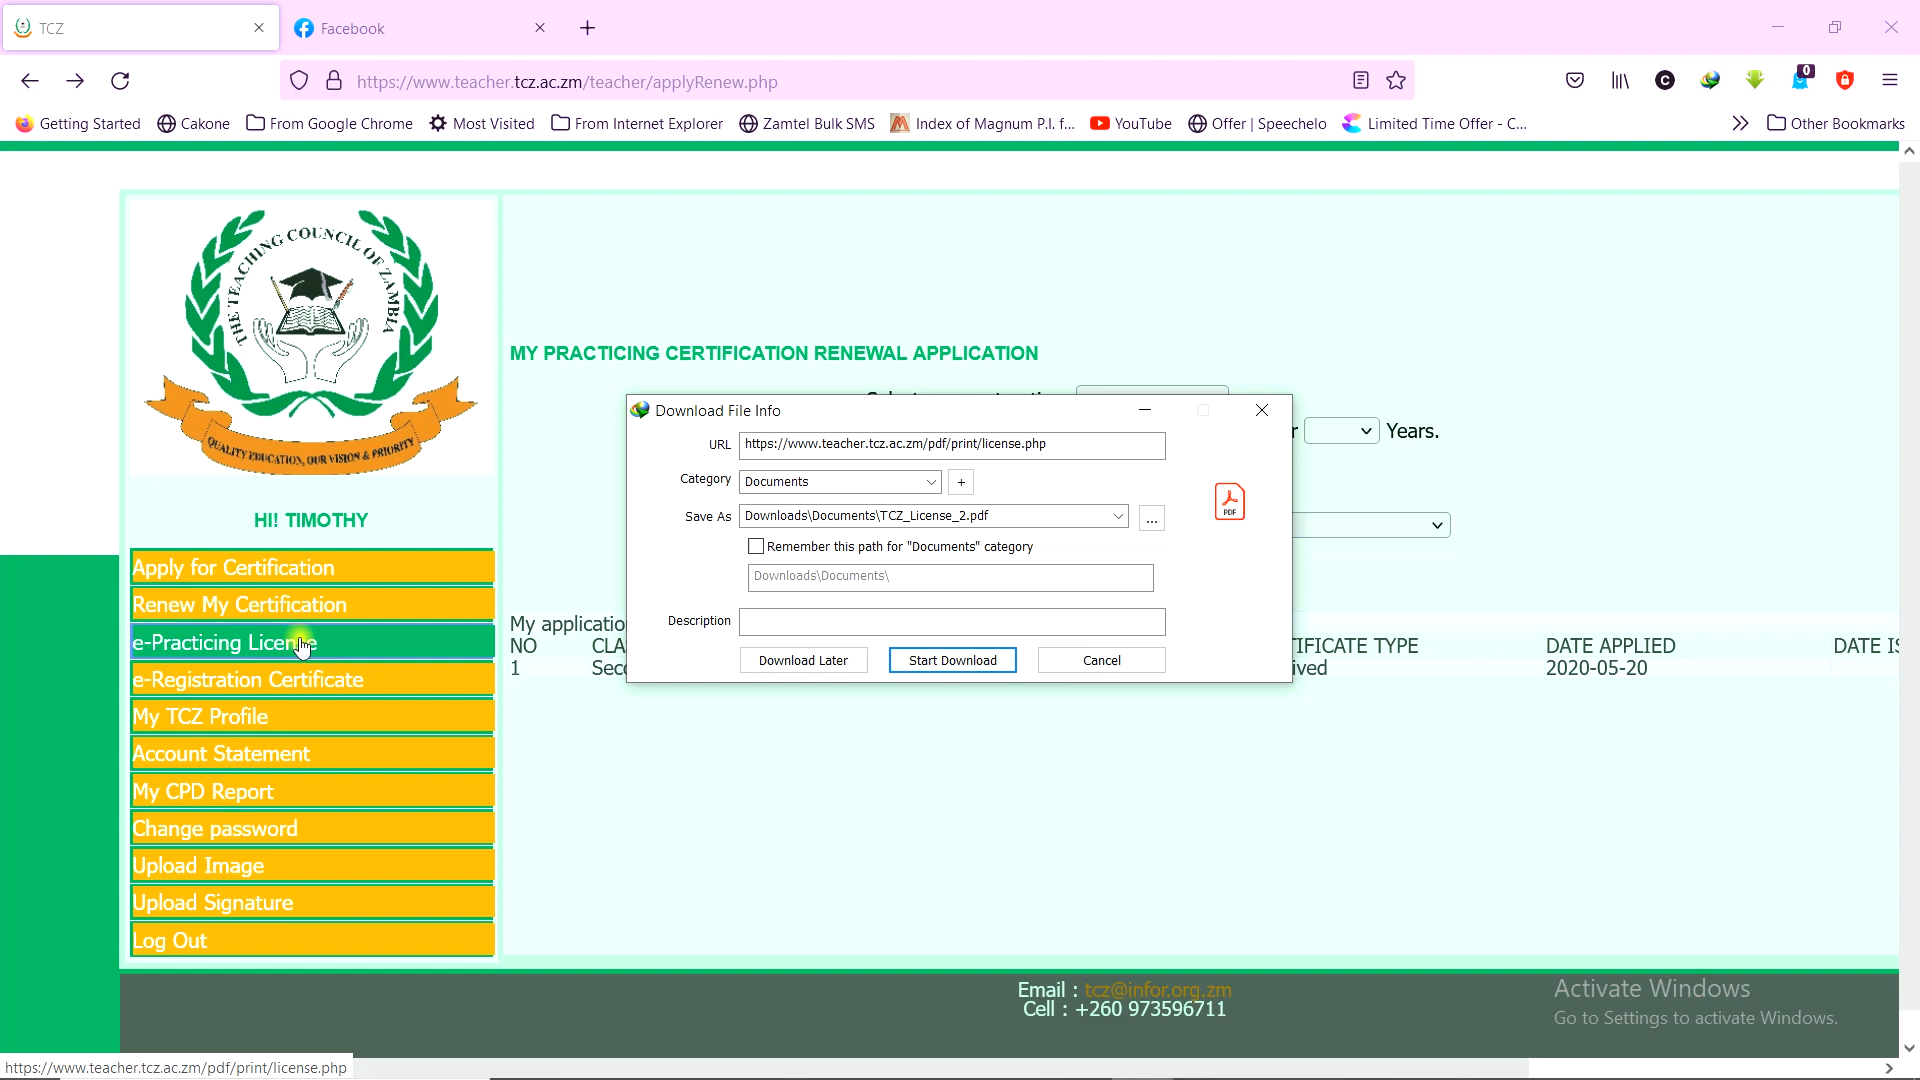 TCZ
Facebook
https://www.teacher.tcz.ac.zm/teacher/applyRenew.php
0
Getting Started
Cakone
From Google Chrome
Most Visited
From Internet Explorer
Zamtel Bulk SMS
Index of Magnum P.I. f...
YouTube
Offer | Speechelo
Limited Time Offer - C...
Other Bookmarks
THE TEACHING COUNCIL OF ZAMBIA
QUALITY EDUCATION, OUR VISION & PRIORITY
HI! TIMOTHY
Apply for Certification
Renew My Certification
e-Practicing License
e-Registration Certificate
My TCZ Profile
Account Statement
My CPD Report
Change password
Upload Image
Upload Signature
Log Out
MY PRACTICING CERTIFICATION RENEWAL APPLICATION
Years.
My applicatio
NO CLA TIFICATE TYPE DATE APPLIED DATE IS
1 Sec ived 2020-05-20
Download File Info
URL https://www.teacher.tcz.ac.zm/pdf/print/license.php
Category Documents +
Save As Downloads\Documents\TCZ_License_2.pdf ...
PDF
Remember this path for "Documents" category
Downloads\Documents\
Description
Download Later Start Download Cancel
Email : tcz@infor.org.zm
Cell : +260 973596711
Activate Windows
Go to Settings to activate Windows.
https://www.teacher.tcz.ac.zm/pdf/print/license.php